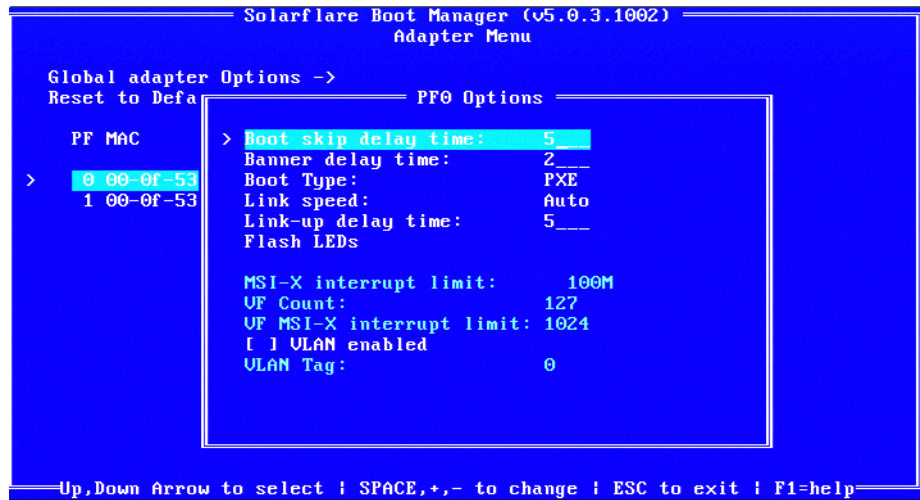 Solarflare Boot Manager (v5.0.3.1002)
Adapter Menu
Global adapter Options ->
Reset to Defa
PF0 Options
PF MAC
> Boot skip delay time: 5___
Banner delay time: 2___
> 0 00-0f-53
Boot Type: PXE
1 00-0f-53
Link speed: Auto
Link-up delay time: 5___
Flash LEDs
MSI-X interrupt limit: 100M
VF Count: 127
VF MSI-X interrupt limit: 1024
[ ] VLAN enabled
VLAN Tag: 0
Up,Down Arrow to select | SPACE,+,- to change | ESC to exit | F1=help